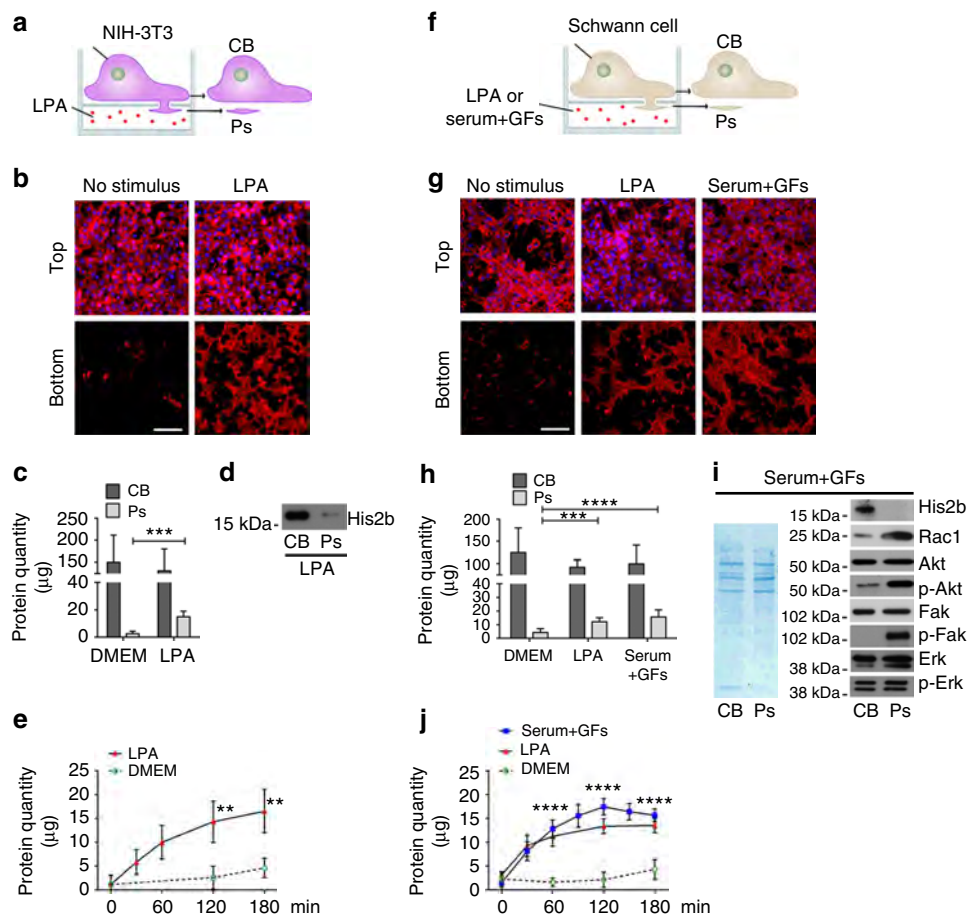 a
NIH-3T3
CB
LPA
Ps
b
No stimulus
LPA
Top
Bottom
c
CB
Ps
***
250
200
150
100
40
20
0
Protein quantity
(µg)
DMEM
LPA
d
15 kDa
His2b
CB
Ps
LPA
e
LPA
DMEM
Protein quantity
(µg)
25
20
15
10
5
0
**
**
0
60
120
180
min
f
Schwann cell
CB
LPA or
serum+GFs
Ps
g
No stimulus
LPA
Serum+GFs
Top
Bottom
h
CB
Ps
****
***
200
150
100
50
40
30
20
10
0
Protein quantity
(µg)
DMEM
LPA
Serum
+GFs
i
Serum+GFs
15 kDa
His2b
25 kDa
Rac1
50 kDa
Akt
50 kDa
p-Akt
102 kDa
Fak
102 kDa
p-Fak
38 kDa
Erk
38 kDa
p-Erk
CB
Ps
CB
Ps
j
Serum+GFs
LPA
DMEM
Protein quantity
(µg)
25
20
15
10
5
0
****
****
****
0
60
120
180
min